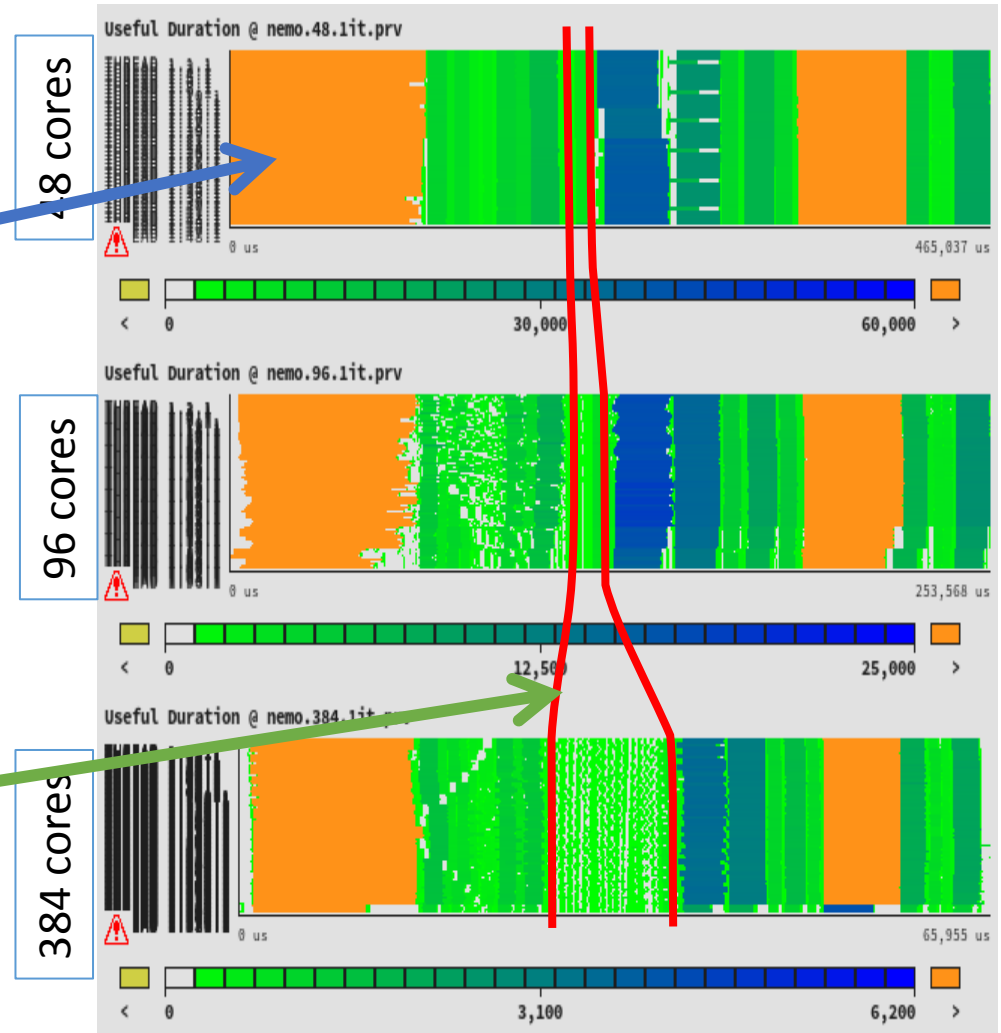 48 cores
Useful Duration @ nemo.48.1it.prv
0 us
465,037 us
< 0 30,000 60,000 >
96 cores
Useful Duration @ nemo.96.1it.prv
0 us
253,568 us
< 0 12,500 25,000 >
384 cores
Useful Duration @ nemo.384.1it.prv
0 us
65,955 us
< 0 3,100 6,200 >